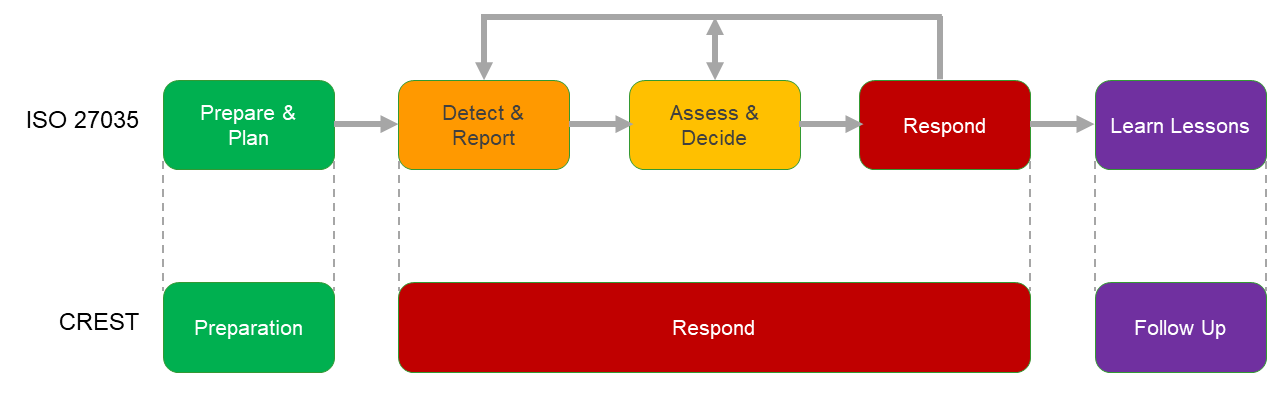 ISO 27035
Prepare &
Plan
Detect &
Report
Assess &
Decide
Respond
Learn Lessons
CREST
Preparation
Respond
Follow Up